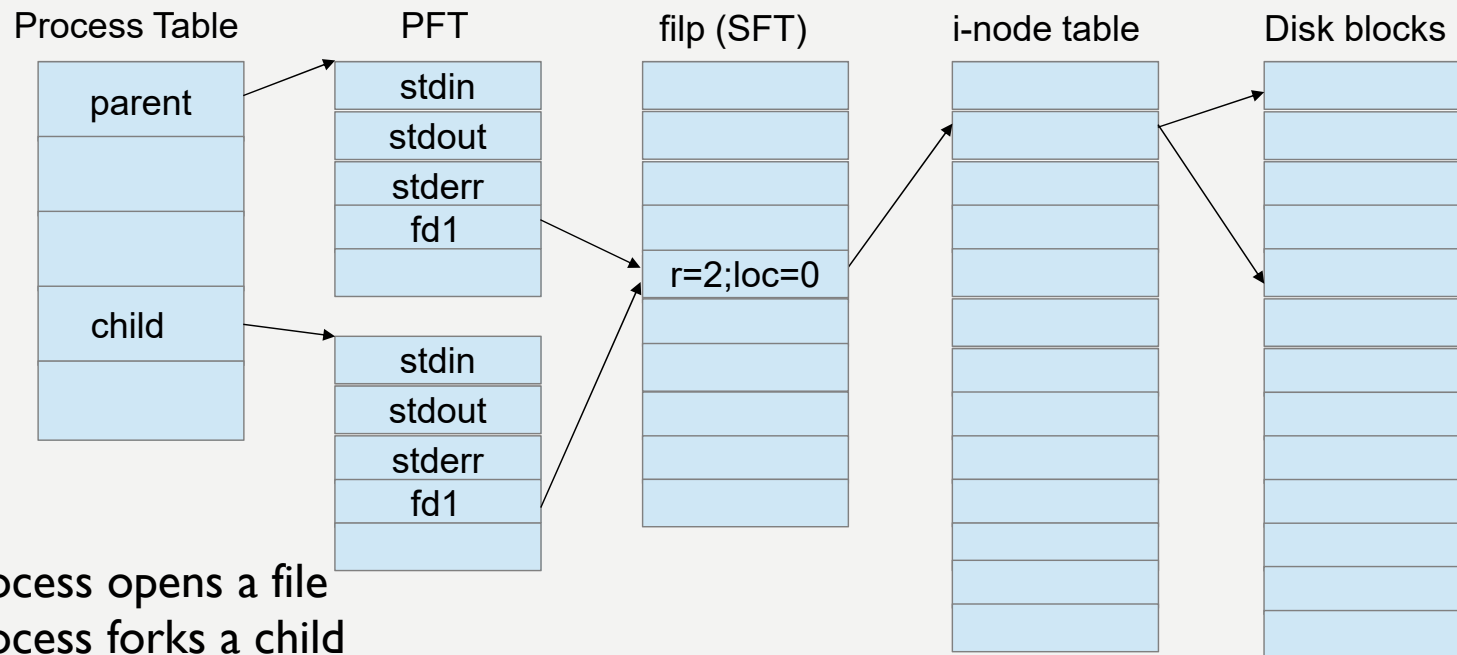 Process Table PFT filp (SFT) i-node table Disk blocks
parent
stdin
stdout
stderr
fd1
r=2;loc=0
child
stdin
stdout
stderr
fd1
ocess opens a file
ocess forks a child